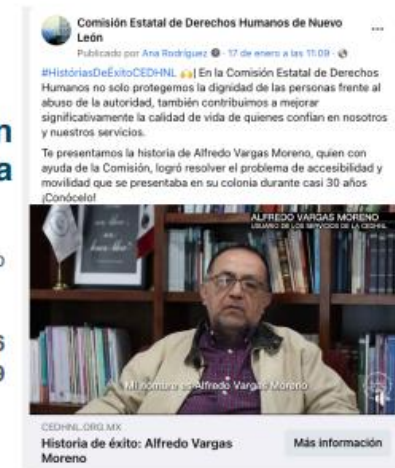 Comisión Estatal de Derechos Humanos de Nuevo
León
Publicado por Ana Rodríguez · 17 de enero a las 11:09 ·
#HistóriasDeÉxitoCEDHNL 🙌| En la Comisión Estatal de Derechos
Humanos no solo protegemos la dignidad de las personas frente al
abuso de la autoridad, también contribuimos a mejorar
significativamente la calidad de vida de quienes confían en nosotros
y nuestros servicios.
Te presentamos la historia de Alfredo Vargas Moreno, quien con
ayuda de la Comisión, logró resolver el problema de accesibilidad y
movilidad que se presentaba en su colonia durante casi 30 años
¡Conócelo!
n
a
o
6
9
ALFREDO VARGAS MORENO
USUARIO DE LOS SERVICIOS DE LA CEDHNL
Mi nombre es Alfredo Vargas Moreno
CEDHNL.ORG.MX
Historia de éxito: Alfredo Vargas
Moreno
Más información